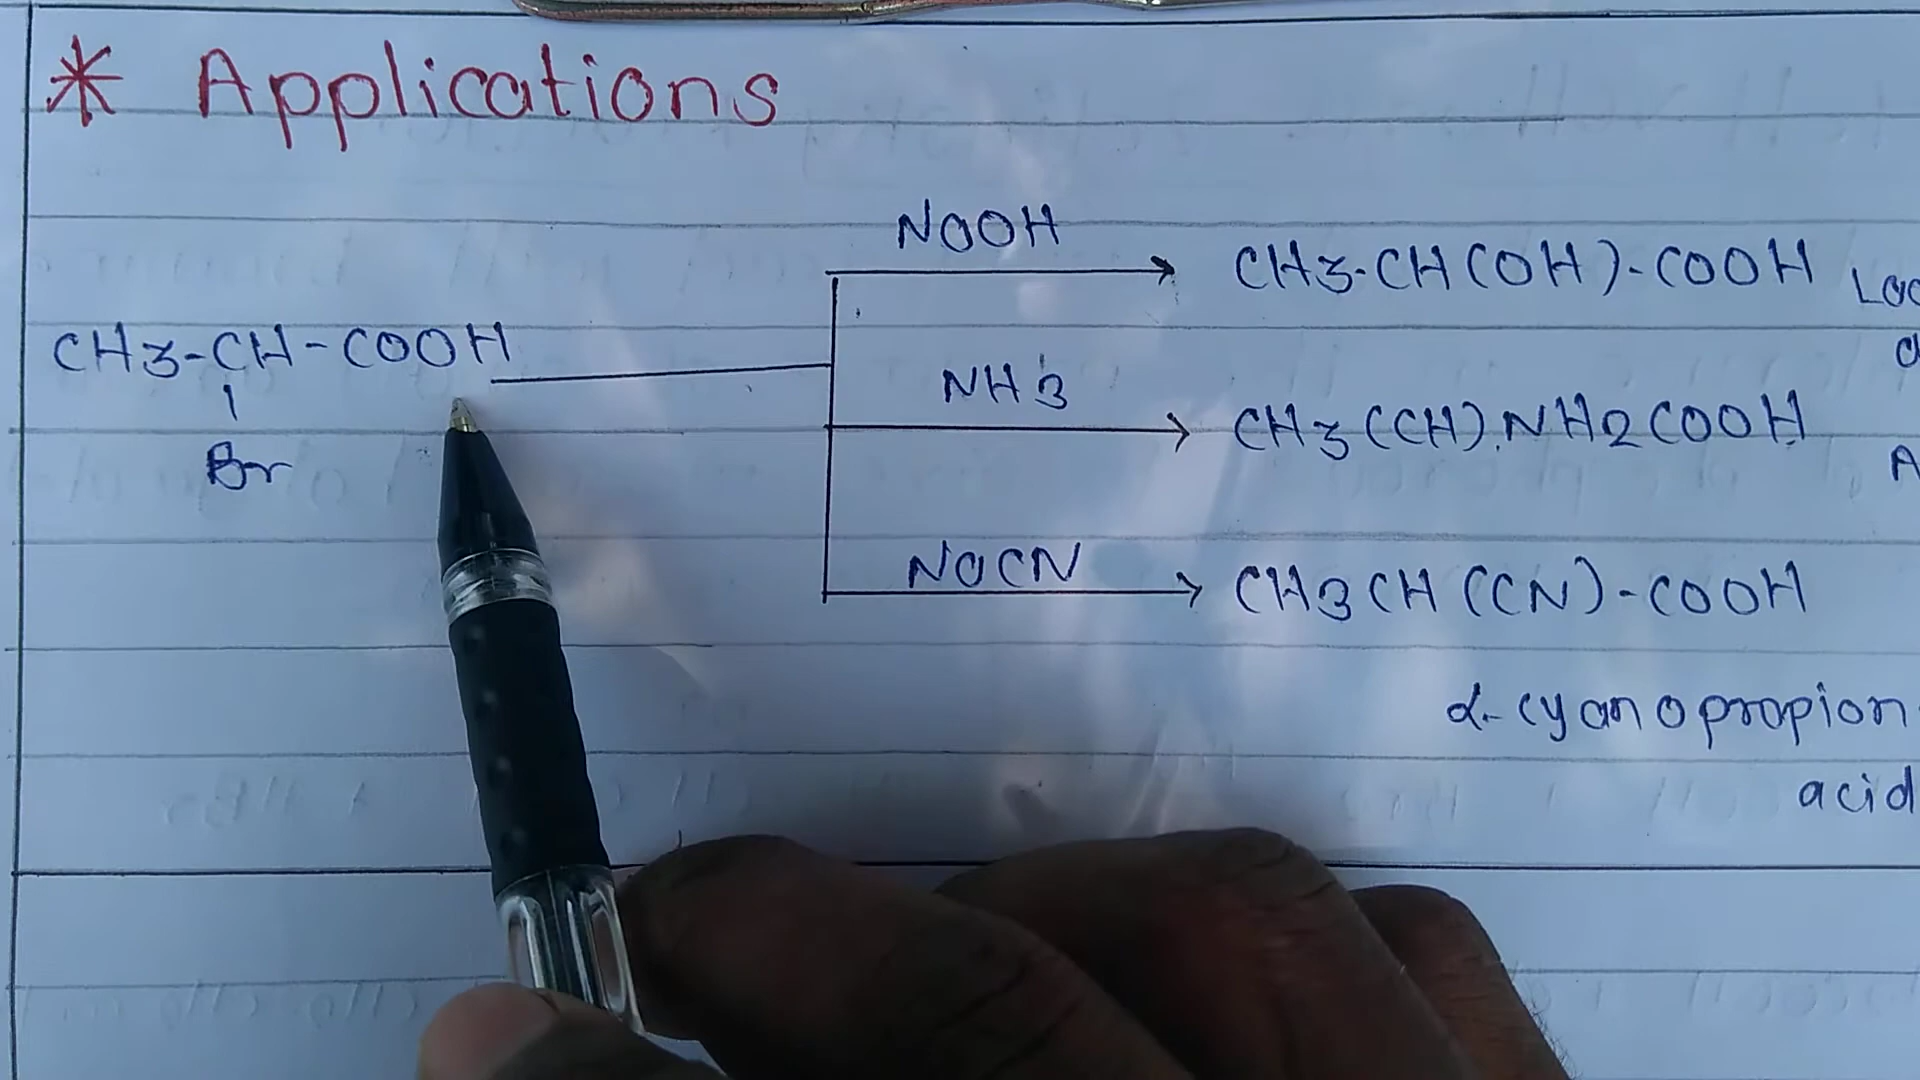 * Applications
NaOH
CH3-CH(OH)-COOH
CH3-CH-COOH
Br
NH3
CH3(CH).NH2COOH
NaCN
CH3CH(CN)-COOH
α-cyanopropion
acid